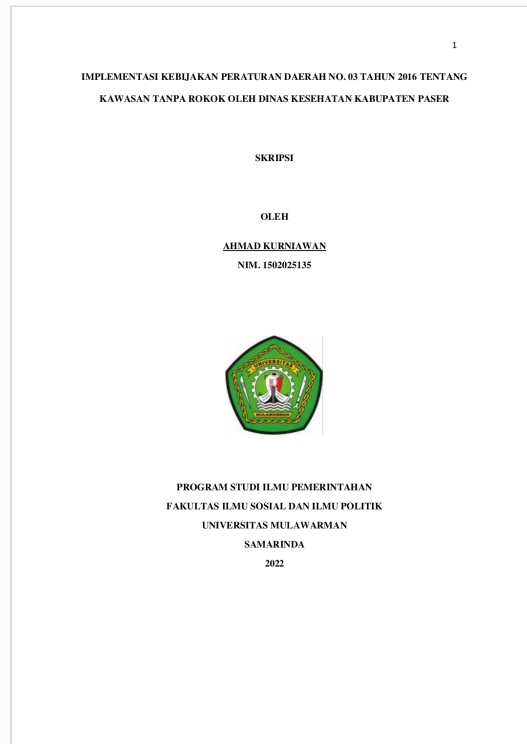 1
IMPLEMENTASI KEBIJAKAN PERATURAN DAERAH NO. 03 TAHUN 2016 TENTANG
KAWASAN TANPA ROKOK OLEH DINAS KESEHATAN KABUPATEN PASER
SKRIPSI
OLEH
AHMAD KURNIAWAN
NIM. 1502025135
UNIVERSITAS
MULAWARMAN
PROGRAM STUDI ILMU PEMERINTAHAN
FAKULTAS ILMU SOSIAL DAN ILMU POLITIK
UNIVERSITAS MULAWARMAN
SAMARINDA
2022